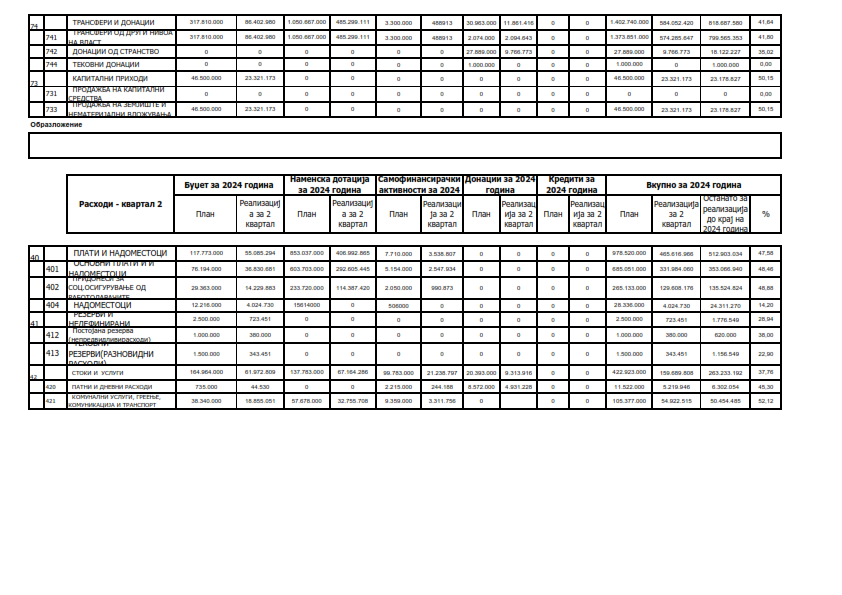 74 ТРАНСФЕРИ И ДОНАЦИИ 317.810.000 86.402.980 1.050.667.000 485.299.111 3.300.000 488913 30.963.000 11.861.416 0 0 1.402.740.000 584.052.420 818.687.580 41,64
741 ТРАНСФЕРИ ОД ДРУГИ НИВОА НА ВЛАСТ 317.810.000 86.402.980 1.050.667.000 485.299.111 3.300.000 488913 2.074.000 2.094.643 0 0 1.373.851.000 574.285.647 799.565.353 41,80
742 ДОНАЦИИ ОД СТРАНСТВО 0 0 0 0 0 0 27.889.000 9.766.773 0 0 27.889.000 9.766.773 18.122.227 35,02
744 ТЕКОВНИ ДОНАЦИИ 0 0 0 0 0 0 1.000.000 0 0 0 1.000.000 0 1.000.000 0,00
73 КАПИТАЛНИ ПРИХОДИ 46.500.000 23.321.173 0 0 0 0 0 0 0 0 46.500.000 23.321.173 23.178.827 50,15
731 ПРОДАЖБА НА КАПИТАЛНИ СРЕДСТВА 0 0 0 0 0 0 0 0 0 0 0 0 0 0,00
733 ПРОДАЖБА НА ЗЕМЈИШТЕ И НЕМАТЕРИЈАЛНИ ВЛОЖУВАЊА 46.500.000 23.321.173 0 0 0 0 0 0 0 0 46.500.000 23.321.173 23.178.827 50,15
Образложение
Расходи - квартал 2
Буџет за 2024 година
Наменска дотација за 2024 година
Самофинансирачки активности за 2024
Донации за 2024 година
Кредити за 2024 година
Вкупно за 2024 година
План Реализација за 2 квартал План Реализација за 2 квартал План Реализација за 2 квартал План Реализација за 2 квартал План Реализација за 2 квартал План Реализација за 2 квартал Останато за реализација до крај на 2024 година %
40 ПЛАТИ И НАДОМЕСТОЦИ 117.773.000 55.085.294 853.037.000 406.992.865 7.710.000 3.538.807 0 0 0 0 978.520.000 465.616.966 512.903.034 47,58
401 ОСНОВНИ ПЛАТИ И И НАДОМЕСТОЦИ 76.194.000 36.830.681 603.703.000 292.605.445 5.154.000 2.547.934 0 0 0 0 685.051.000 331.984.060 353.066.940 48,46
402 ПРИДОНЕСИ ЗА СОЦ.ОСИГУРУВАЊЕ ОД РАБОТОДАВАЧИТЕ 29.363.000 14.229.883 233.720.000 114.387.420 2.050.000 990.873 0 0 0 0 265.133.000 129.608.176 135.524.824 48,88
404 НАДОМЕСТОЦИ 12.216.000 4.024.730 15614000 0 506000 0 0 0 0 0 28.336.000 4.024.730 24.311.270 14,20
41 РЕЗЕРВИ И НЕДЕФИНИРАНИ 2.500.000 723.451 0 0 0 0 0 0 0 0 2.500.000 723.451 1.776.549 28,94
412 Постојана резерва (непредвидливирасходи) 1.000.000 380.000 0 0 0 0 0 0 0 0 1.000.000 380.000 620.000 38,00
413 ТЕКОВНИ РЕЗЕРВИ(РАЗНОВИДНИ РАСХОДИ) 1.500.000 343.451 0 0 0 0 0 0 0 0 1.500.000 343.451 1.156.549 22,90
42 СТОКИ И УСЛУГИ 164.964.000 61.972.809 137.783.000 67.164.286 99.783.000 21.238.797 20.393.000 9.313.916 0 0 422.923.000 159.689.808 263.233.192 37,76
420 ПАТНИ И ДНЕВНИ РАСХОДИ 735.000 44.530 0 0 2.215.000 244.188 8.572.000 4.931.228 0 0 11.522.000 5.219.946 6.302.054 45,30
421 КОМУНАЛНИ УСЛУГИ, ГРЕЕЊЕ, КОМУНИКАЦИЈА И ТРАНСПОРТ 38.340.000 18.855.051 57.678.000 32.755.708 9.359.000 3.311.756 0 0 0 105.377.000 54.922.515 50.454.485 52,12